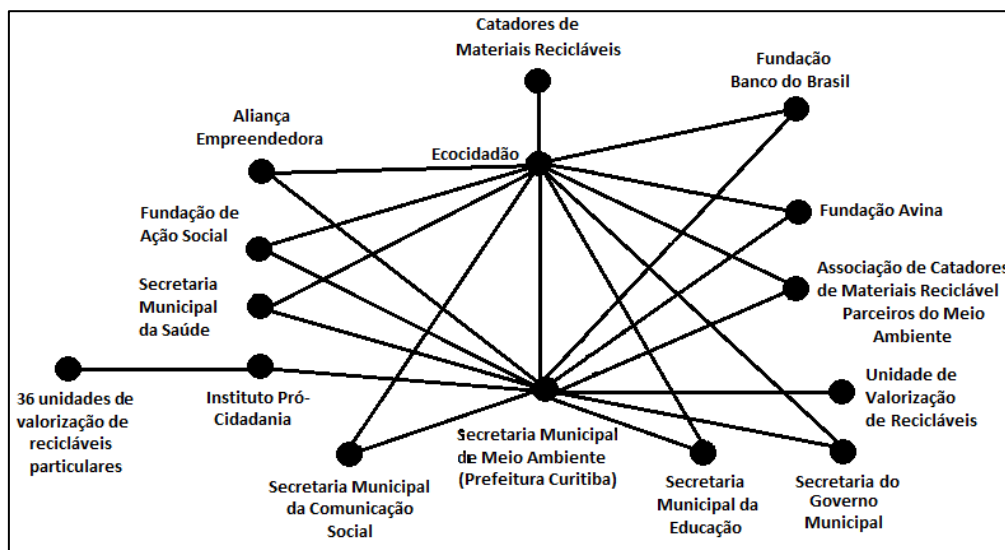 Catadores de
Materiais Recicláveis
Fundação
Banco do Brasil
Aliança
Empreendedora
Ecocidadão
Fundação de
Ação Social
Fundação Avina
Secretaria
Municipal
da Saúde
Associação de Catadores
de Materiais Reciclável
Parceiros do Meio
Ambiente
36 unidades de
valorização de
recicláveis
particulares
Instituto Pró-
Cidadania
Unidade de
Valorização
de Recicláveis
Secretaria Municipal
da Comunicação
Social
Secretaria Municipal
de Meio Ambiente
(Prefeitura Curitiba)
Secretaria
Municipal da
Educação
Secretaria do
Governo
Municipal